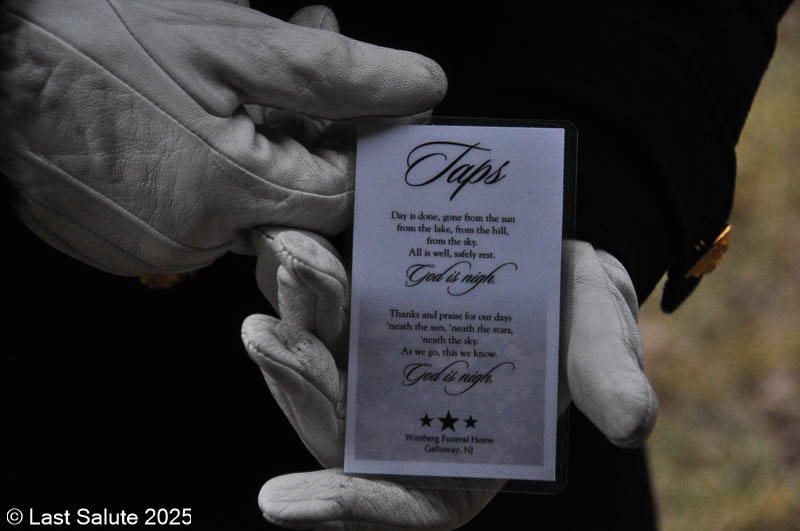 Taps
Day is done, gone from the sun
from the lake, from the hill,
from the sky.
All is well, safely rest.
God is nigh.
Thanks and praise for our days
'neath the sun, 'neath the stars,
'neath the sky.
As we go, this we know.
God is nigh.
Wimberg Funeral Home
Galloway, NJ
© Last Salute 2025